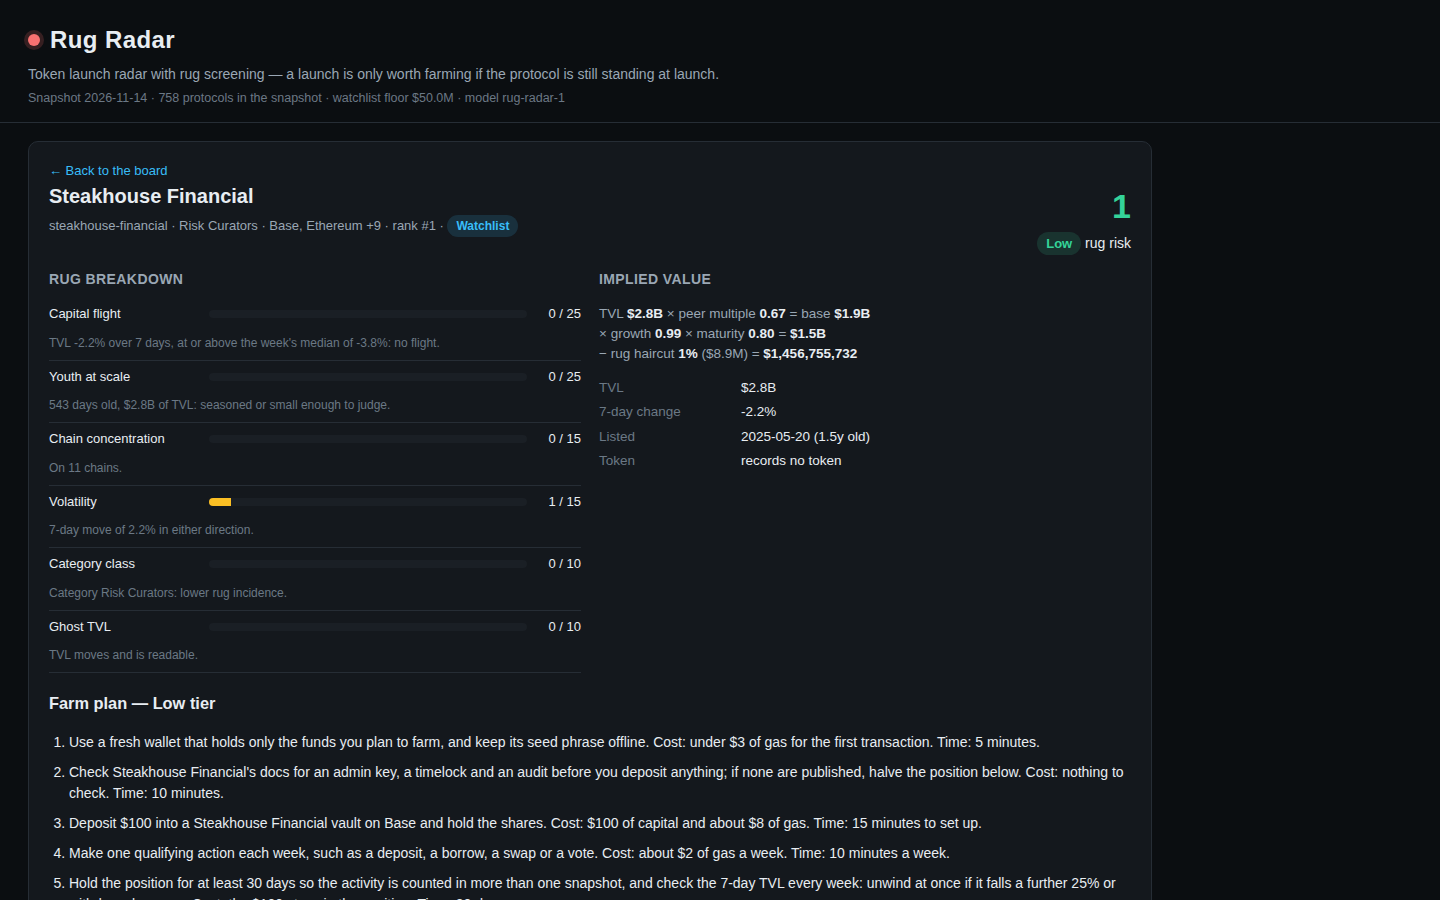 Rug Radar
Token launch radar with rug screening — a launch is only worth farming if the protocol is still standing at launch.
Snapshot 2026-11-14 · 758 protocols in the snapshot · watchlist floor $50.0M · model rug-radar-1
← Back to the board
Steakhouse Financial
steakhouse-financial · Risk Curators · Base, Ethereum +9 · rank #1 · Watchlist
1
Low rug risk
RUG BREAKDOWN
Capital flight 0 / 25
TVL -2.2% over 7 days, at or above the week's median of -3.8%: no flight.
Youth at scale 0 / 25
543 days old, $2.8B of TVL: seasoned or small enough to judge.
Chain concentration 0 / 15
On 11 chains.
Volatility 1 / 15
7-day move of 2.2% in either direction.
Category class 0 / 10
Category Risk Curators: lower rug incidence.
Ghost TVL 0 / 10
TVL moves and is readable.
IMPLIED VALUE
TVL $2.8B × peer multiple 0.67 = base $1.9B
× growth 0.99 × maturity 0.80 = $1.5B
− rug haircut 1% ($8.9M) = $1,456,755,732
TVL $2.8B
7-day change -2.2%
Listed 2025-05-20 (1.5y old)
Token records no token
Farm plan — Low tier
1. Use a fresh wallet that holds only the funds you plan to farm, and keep its seed phrase offline. Cost: under $3 of gas for the first transaction. Time: 5 minutes.
2. Check Steakhouse Financial's docs for an admin key, a timelock and an audit before you deposit anything; if none are published, halve the position below. Cost: nothing to
check. Time: 10 minutes.
3. Deposit $100 into a Steakhouse Financial vault on Base and hold the shares. Cost: $100 of capital and about $8 of gas. Time: 15 minutes to set up.
4. Make one qualifying action each week, such as a deposit, a borrow, a swap or a vote. Cost: about $2 of gas a week. Time: 10 minutes a week.
5. Hold the position for at least 30 days so the activity is counted in more than one snapshot, and check the 7-day TVL every week: unwind at once if it falls a further 25% or